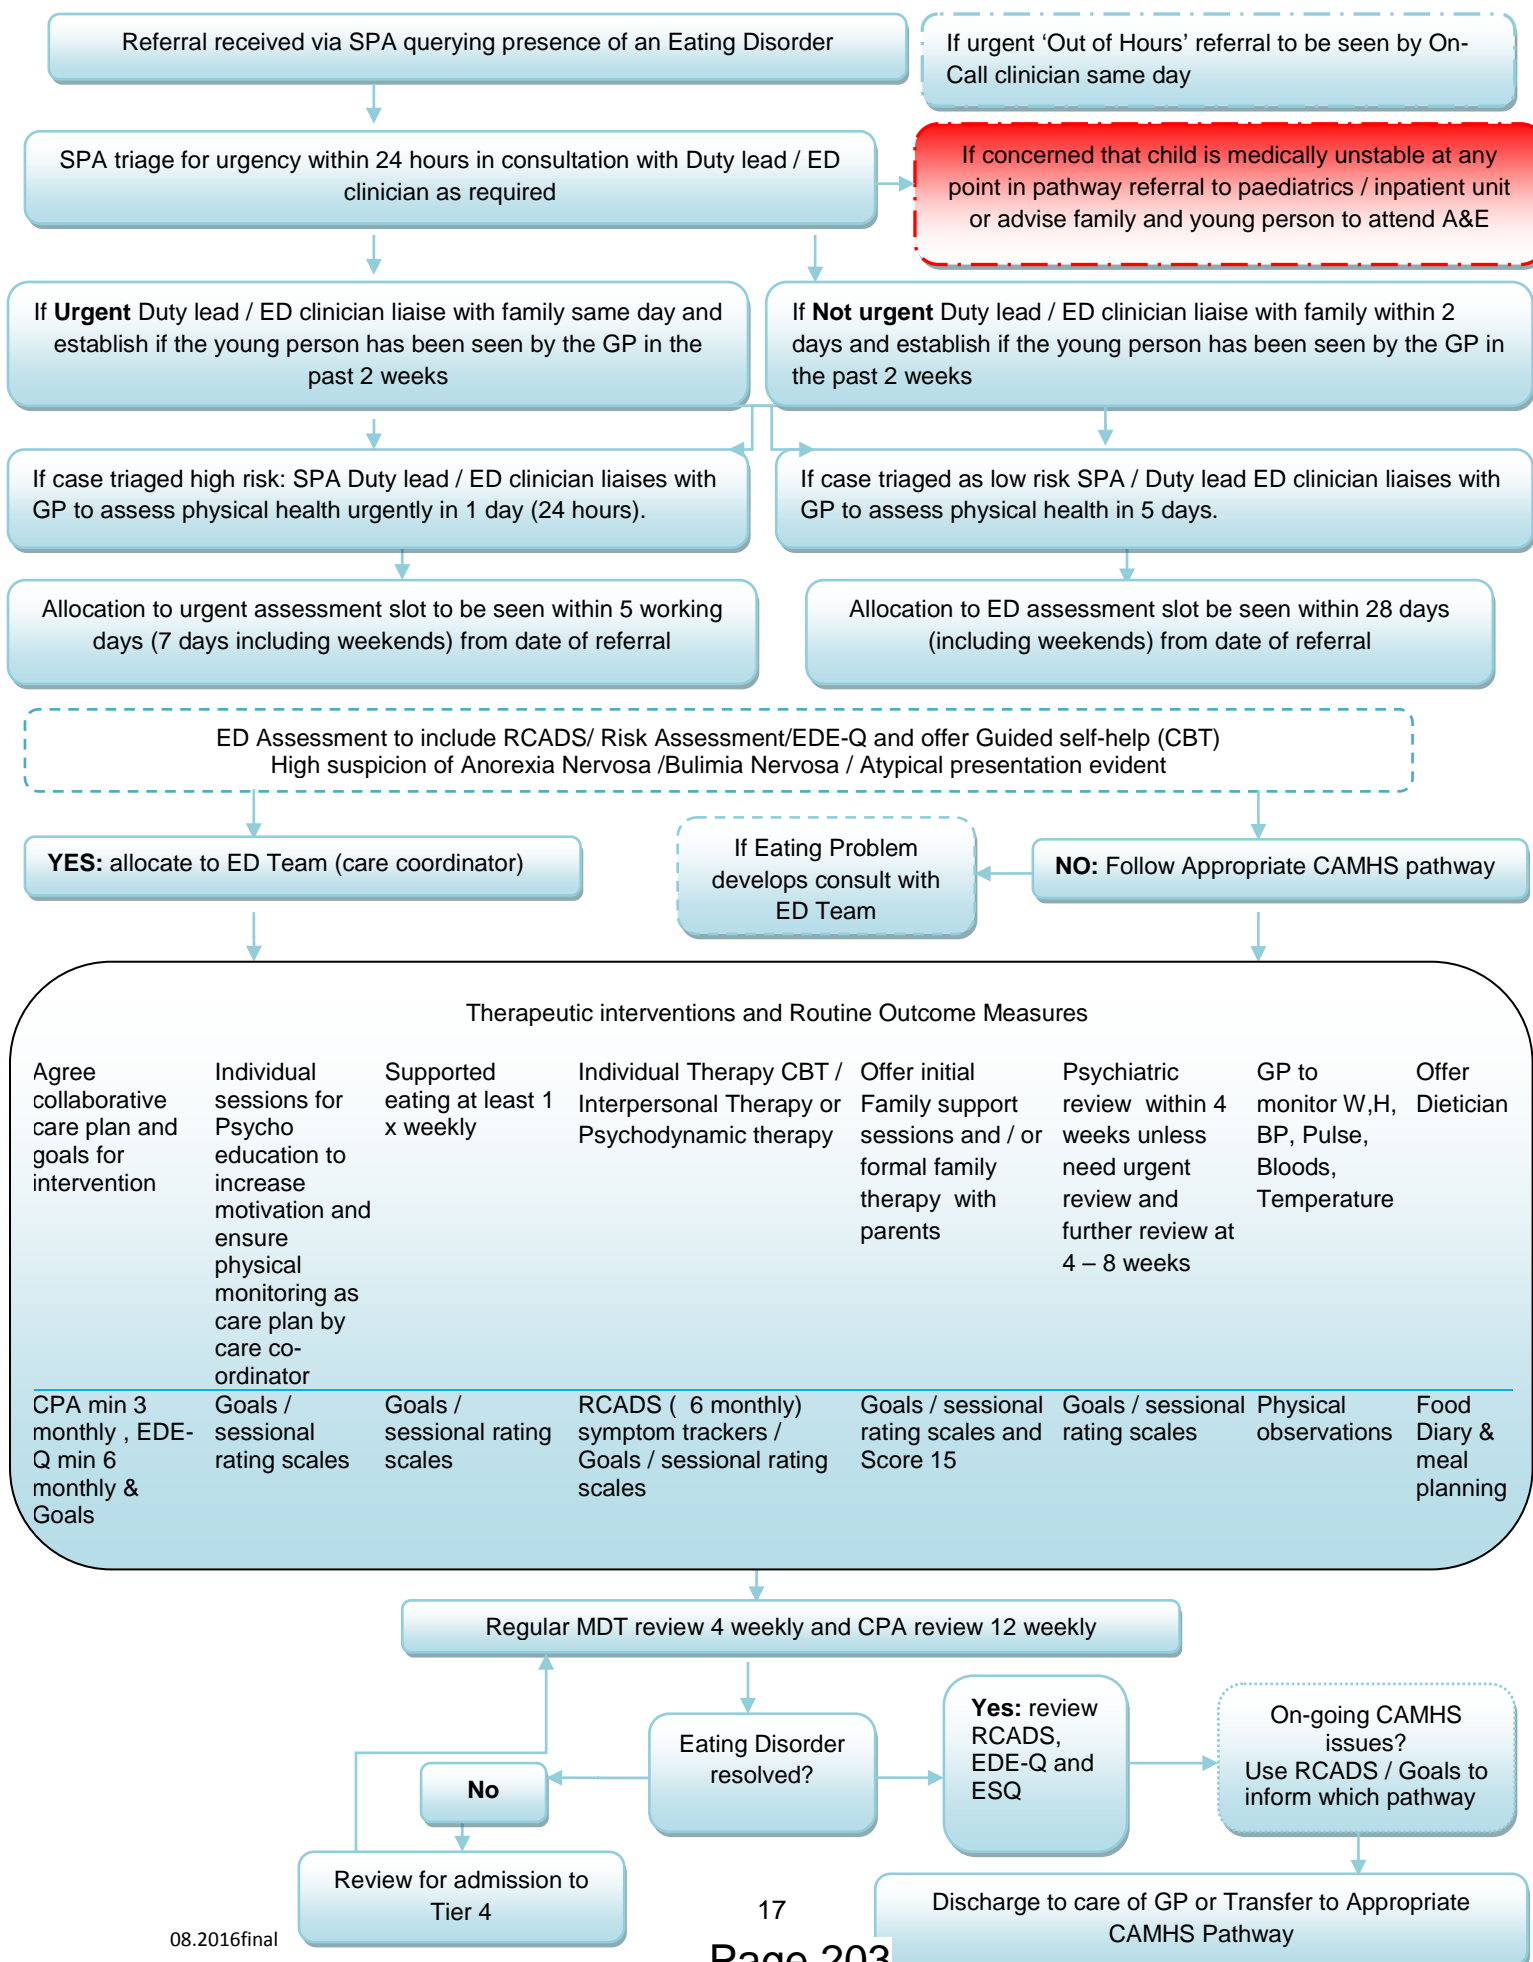 Referral received via SPA querying presence of an Eating Disorder
If urgent ‘Out of Hours’ referral to be seen by On-
Call clinician same day
SPA triage for urgency within 24 hours in consultation with Duty lead / ED
clinician as required
If concerned that child is medically unstable at any
point in pathway referral to paediatrics / inpatient unit
or advise family and young person to attend A&E
If Urgent Duty lead / ED clinician liaise with family same day and
establish if the young person has been seen by the GP in the
past 2 weeks
If Not urgent Duty lead / ED clinician liaise with family within 2
days and establish if the young person has been seen by the GP in
the past 2 weeks
If case triaged high risk: SPA Duty lead / ED clinician liaises with
GP to assess physical health urgently in 1 day (24 hours).
If case triaged as low risk SPA / Duty lead ED clinician liaises with
GP to assess physical health in 5 days.
Allocation to urgent assessment slot to be seen within 5 working
days (7 days including weekends) from date of referral
Allocation to ED assessment slot be seen within 28 days
(including weekends) from date of referral
ED Assessment to include RCADS/ Risk Assessment/EDE-Q and offer Guided self-help (CBT)
High suspicion of Anorexia Nervosa /Bulimia Nervosa / Atypical presentation evident
YES: allocate to ED Team (care coordinator)
If Eating Problem
develops consult with
ED Team
NO: Follow Appropriate CAMHS pathway
Therapeutic interventions and Routine Outcome Measures
Agree
collaborative
care plan and
goals for
intervention
Individual
sessions for
Psycho
education to
increase
motivation and
ensure
physical
monitoring as
care plan by
care co-
ordinator
Supported
eating at least 1
x weekly
Individual Therapy CBT /
Interpersonal Therapy or
Psychodynamic therapy
Offer initial
Family support
sessions and / or
formal family
therapy with
parents
Psychiatric
review within 4
weeks unless
need urgent
review and
further review at
4 – 8 weeks
GP to
monitor W,H,
BP, Pulse,
Bloods,
Temperature
Offer
Dietician
CPA min 3
monthly , EDE-
Q min 6
monthly &
Goals
Goals /
sessional
rating scales
Goals /
sessional rating
scales
RCADS ( 6 monthly)
symptom trackers /
Goals / sessional rating
scales
Goals / sessional
rating scales and
Score 15
Goals / sessional
rating scales
Physical
observations
Food
Diary &
meal
planning
Regular MDT review 4 weekly and CPA review 12 weekly
Eating Disorder
resolved?
Yes: review
RCADS,
EDE-Q and
ESQ
On-going CAMHS
issues?
Use RCADS / Goals to
inform which pathway
No
Review for admission to
Tier 4
Discharge to care of GP or Transfer to Appropriate
CAMHS Pathway
17
08.2016final
Page 203